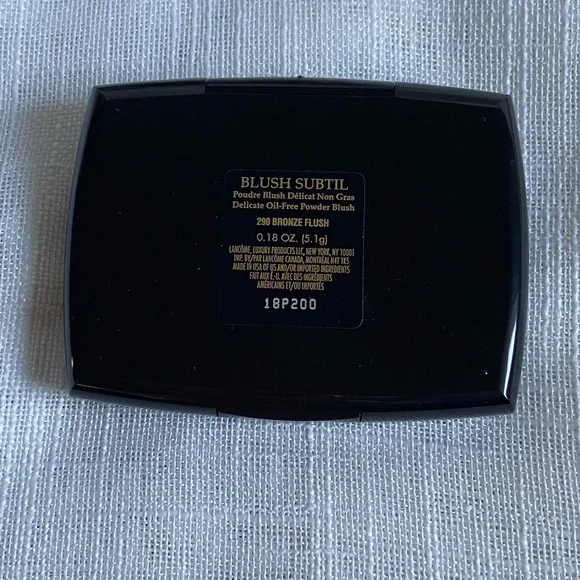 BLUSH SUBTIL
Poudre Blush Délicat Non Gras
Delicate Oil-Free Powder Blush
290 BRONZE FLUSH
0.18 OZ. (5.1g)
LANCÔME, LUXURY PRODUCTS LLC, NEW YORK, NY 10001
IMP. BY/PAR LANCÔME CANADA, MONTRÉAL H4T 1K5
MADE IN USA OF US AND/OR IMPORTED INGREDIENTS
FAIT AUX É.-U. AVEC DES INGRÉDIENTS
AMÉRICAINS ET/OU IMPORTÉS
18P200